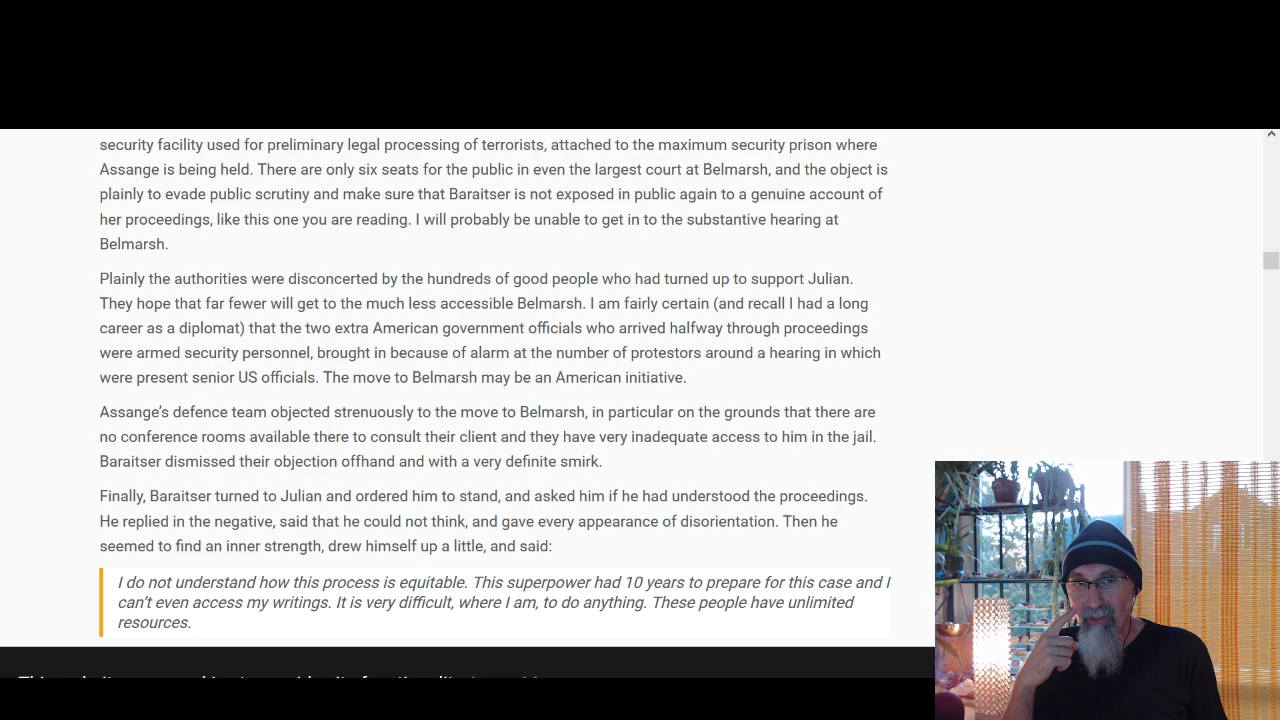 security facility used for preliminary legal processing of terrorists, attached to the maximum security prison where
Assange is being held. There are only six seats for the public in even the largest court at Belmarsh, and the object is
plainly to evade public scrutiny and make sure that Baraitser is not exposed in public again to a genuine account of
her proceedings, like this one you are reading. I will probably be unable to get in to the substantive hearing at
Belmarsh.
Plainly the authorities were disconcerted by the hundreds of good people who had turned up to support Julian.
They hope that far fewer will get to the much less accessible Belmarsh. I am fairly certain (and recall I had a long
career as a diplomat) that the two extra American government officials who arrived halfway through proceedings
were armed security personnel, brought in because of alarm at the number of protestors around a hearing in which
were present senior US officials. The move to Belmarsh may be an American initiative.
Assange’s defence team objected strenuously to the move to Belmarsh, in particular on the grounds that there are
no conference rooms available there to consult their client and they have very inadequate access to him in the jail.
Baraitser dismissed their objection offhand and with a very definite smirk.
Finally, Baraitser turned to Julian and ordered him to stand, and asked him if he had understood the proceedings.
He replied in the negative, said that he could not think, and gave every appearance of disorientation. Then he
seemed to find an inner strength, drew himself up a little, and said:
I do not understand how this process is equitable. This superpower had 10 years to prepare for this case and I
can’t even access my writings. It is very difficult, where I am, to do anything. These people have unlimited
resources.